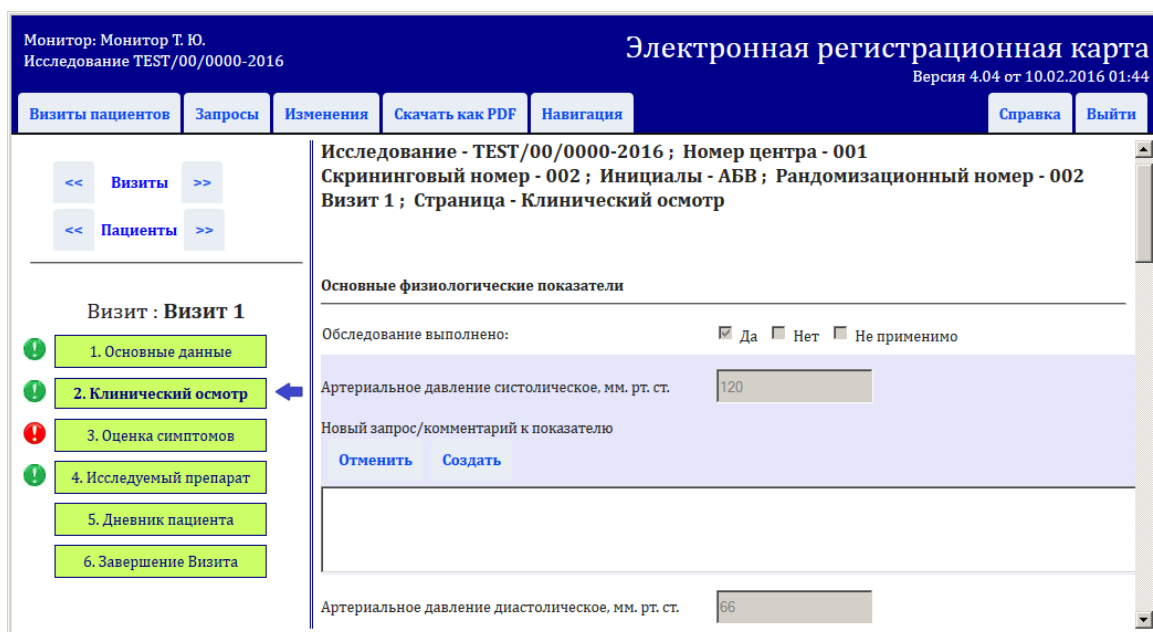 Монитор: Монитор Т. Ю.
Исследование TEST/00/0000-2016
Электронная регистрационная карта
Версия 4.04 от 10.02.2016 01:44
Визиты пациентов Запросы Изменения Скачать как PDF Навигация Справка Выйти
<< Визиты >>
<< Пациенты >>
Визит : Визит 1
1. Основные данные
2. Клинический осмотр
3. Оценка симптомов
4. Исследуемый препарат
5. Дневник пациента
6. Завершение Визита
Исследование - TEST/00/0000-2016 ; Номер центра - 001
Скрининговый номер - 002 ; Инициалы - АБВ ; Рандомизационный номер - 002
Визит 1 ; Страница - Клинический осмотр
Основные физиологические показатели
Обследование выполнено: Да Нет Не применимо
Артериальное давление систолическое, мм. рт. ст. 120
Новый запрос/комментарий к показателю
Отменить Создать
Артериальное давление диастолическое, мм. рт. ст. 66